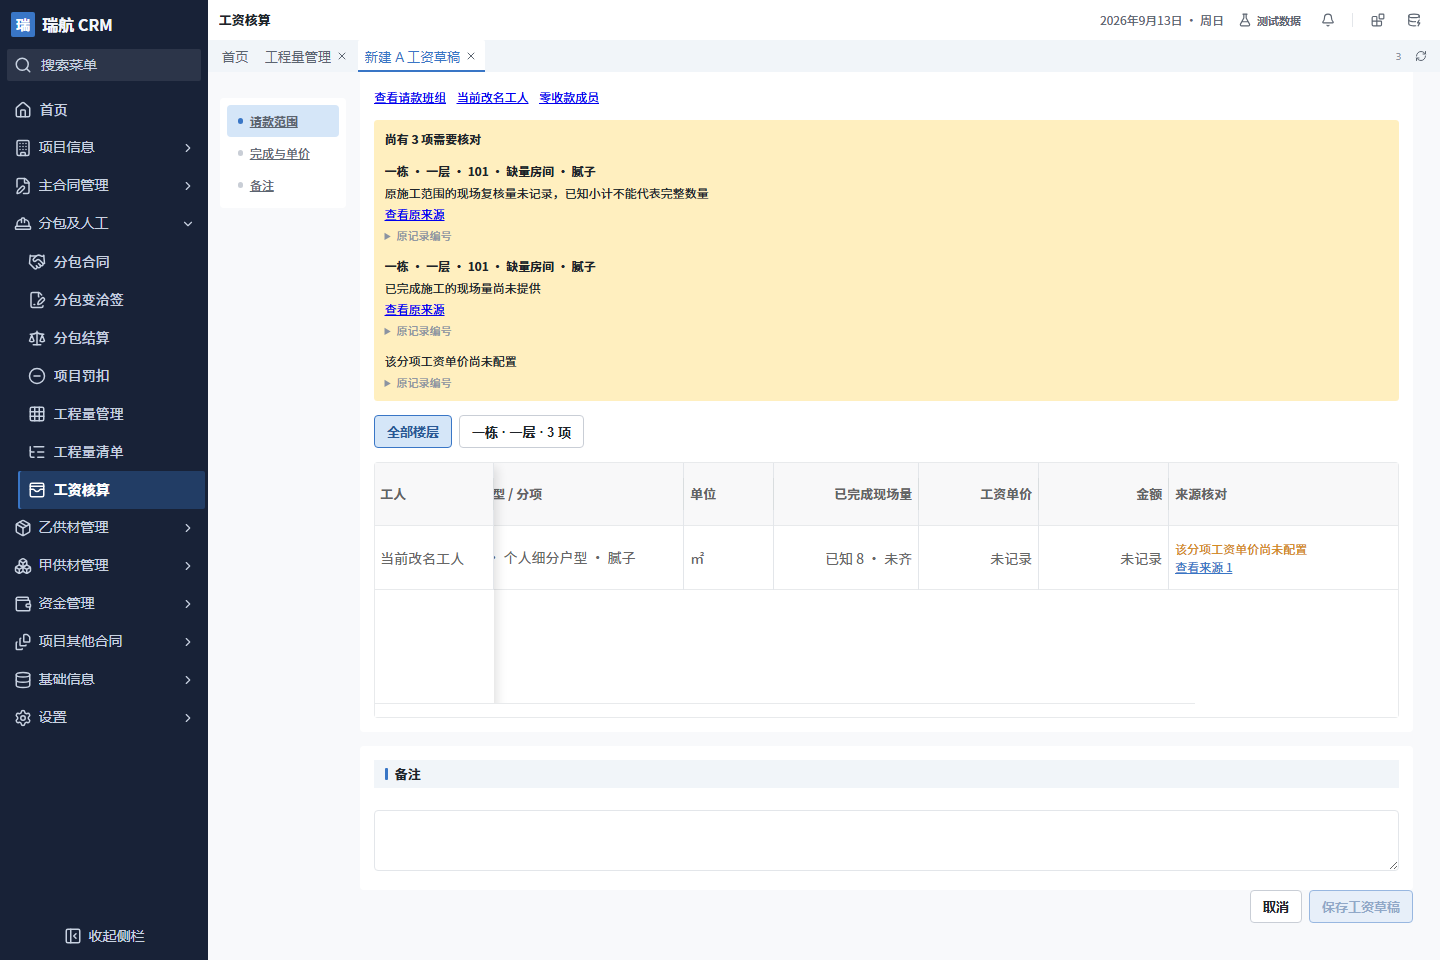 瑞 瑞航 CRM
搜索菜单
首页
项目信息
主合同管理
分包及人工
分包合同
分包变洽签
分包结算
项目罚扣
工程量管理
工程量清单
工资核算
乙供材管理
甲供材管理
资金管理
项目其他合同
基础信息
设置
收起侧栏
工资核算
2026年9月13日 • 周日 测试数据
首页 工程量管理 × 新建 A 工资草稿 × 3
请款范围
完成与单价
备注
查看请款班组 当前改名工人 零收款成员
尚有 3 项需要核对
一栋 • 一层 • 101 • 缺量房间 • 腻子
原施工范围的现场复核量未记录，已知小计不能代表完整数量
查看原来源
▶ 原记录编号
一栋 • 一层 • 101 • 缺量房间 • 腻子
已完成施工的现场量尚未提供
查看原来源
▶ 原记录编号
该分项工资单价尚未配置
▶ 原记录编号
全部楼层 一栋 · 一层 · 3 项
工人 型 / 分项 单位 已完成现场量 工资单价 金额 来源核对
当前改名工人 • 个人细分户型 • 腻子 ㎡ 已知 8 • 未齐 未记录 未记录 该分项工资单价尚未配置
查看来源 1
备注
取消 保存工资草稿